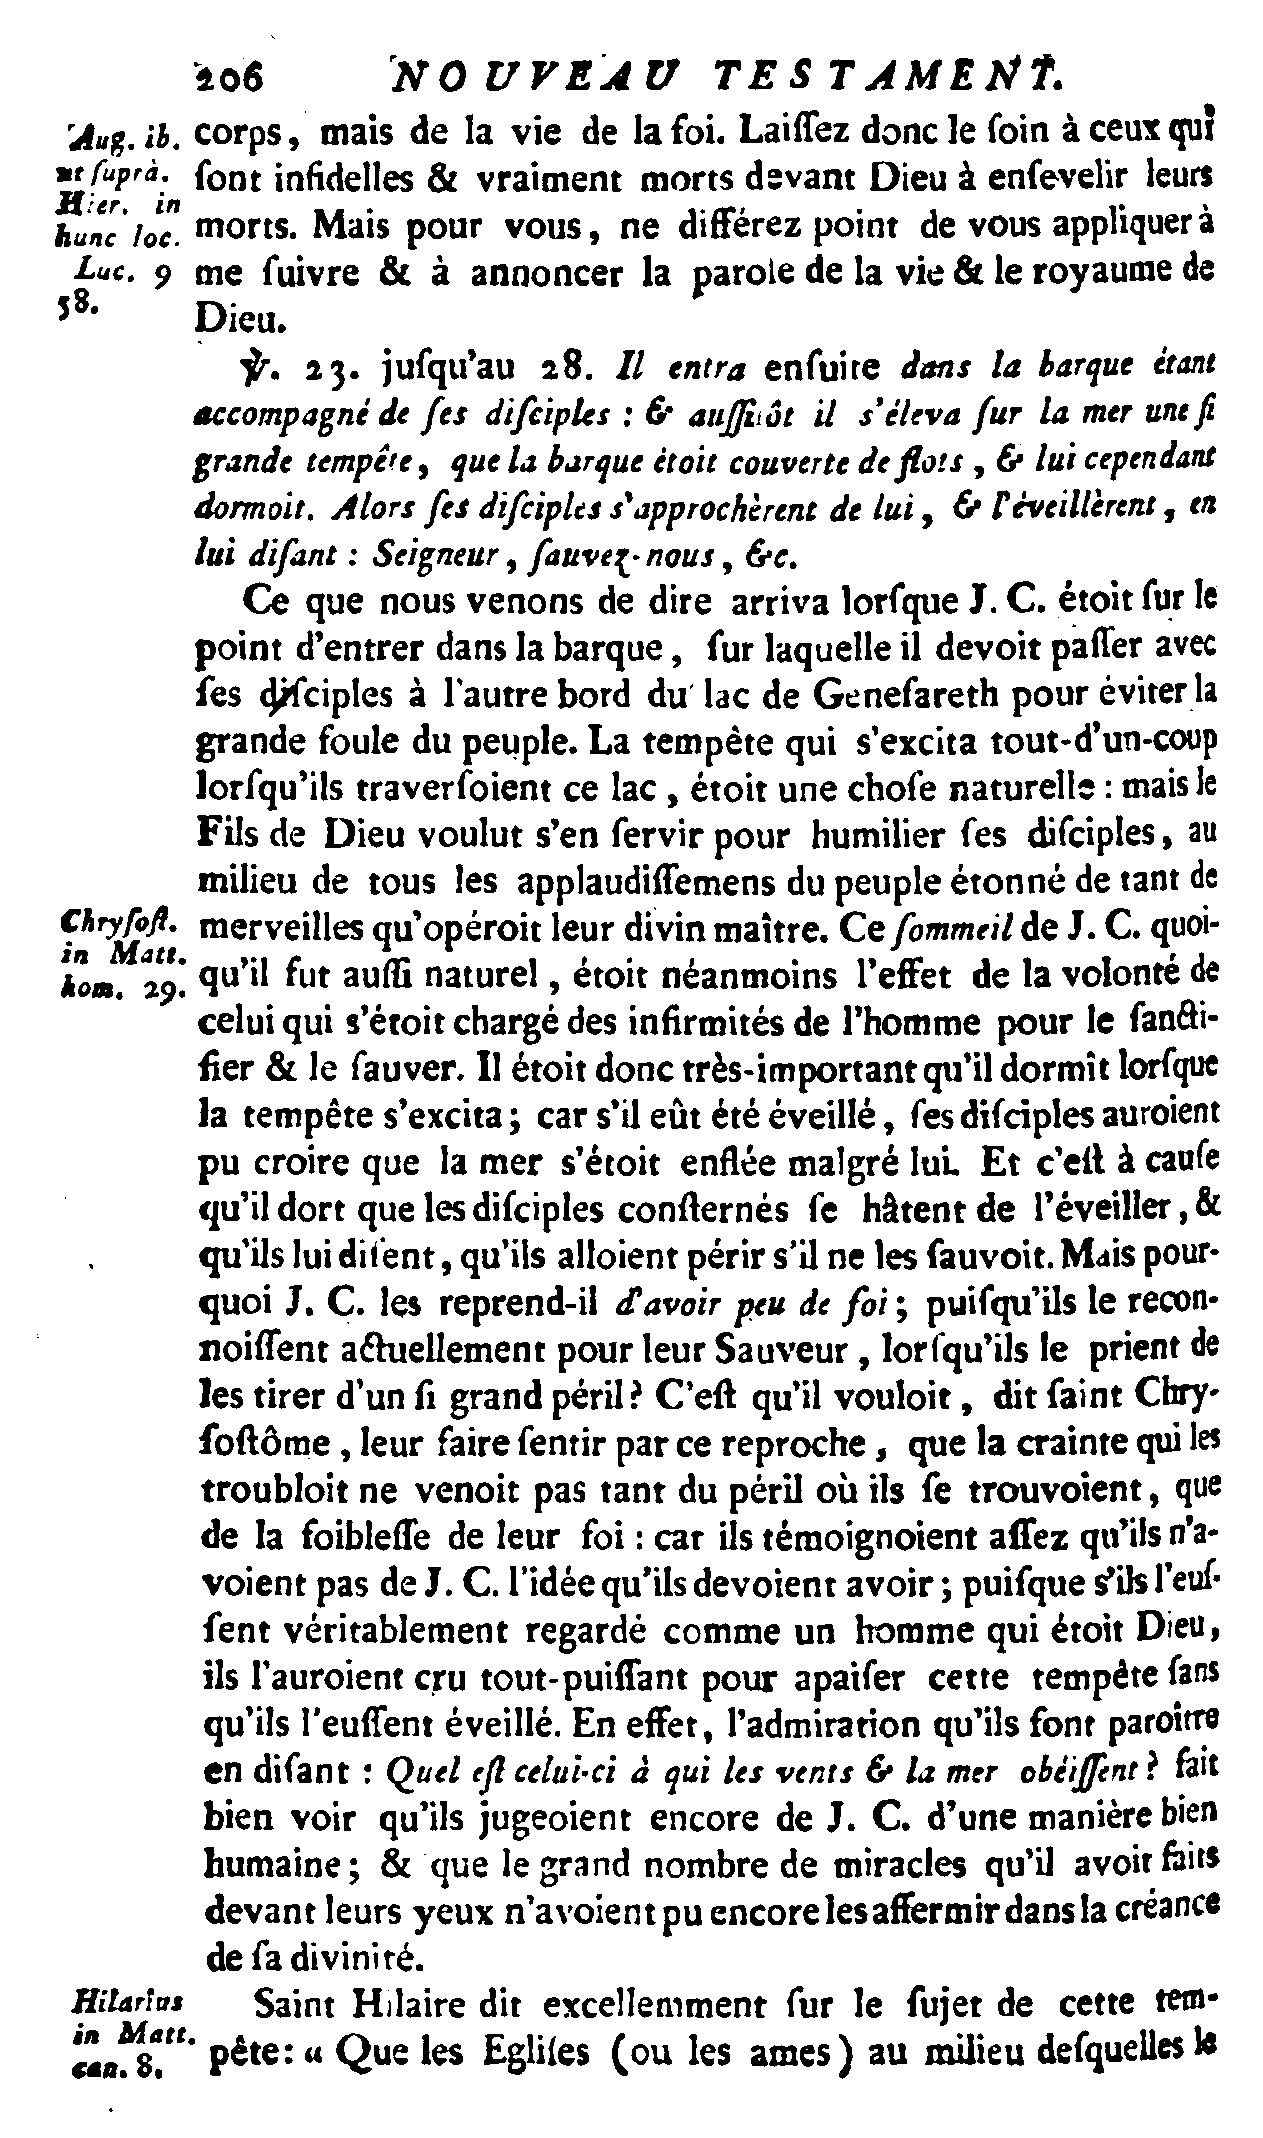 206 NOUVEAU TESTAMENT.
Aug. ib.
ut ſuprà.
Hier. in
hunc loc.
Luc. 9
58.
corps, mais de la vie de la foi. Laiſſez donc le ſoin à ceux qui
ſont infidelles & vraiment morts devant Dieu à enſevelir leurs
morts. Mais pour vous, ne différez point de vous appliquer à
me ſuivre & à annoncer la parole de la vie & le royaume de
Dieu.
℣. 23. juſqu'au 28. Il entra enſuite dans la barque étant
accompagné de ſes diſciples : & auſſitôt il s'éleva ſur la mer une ſi
grande tempête, que la barque étoit couverte de flots, & lui cependant
dormoit. Alors ſes diſciples s'approchèrent de lui, & l'éveillèrent, en
lui diſant : Seigneur, ſauvez-nous, &c.
Ce que nous venons de dire arriva lorſque J. C. étoit ſur le
point d'entrer dans la barque, ſur laquelle il devoit paſſer avec
ſes diſciples à l'autre bord du lac de Geneſareth pour éviter la
grande foule du peuple. La tempête qui s'excita tout-d'un-coup
lorſqu'ils traverſoient ce lac, étoit une choſe naturelle : mais le
Fils de Dieu voulut s'en ſervir pour humilier ſes diſciples, au
milieu de tous les applaudiſſemens du peuple étonné de tant de
Chryſoſt.
in Matt.
hom. 29.
merveilles qu'opéroit leur divin maître. Ce ſommeil de J. C. quoi-
qu'il fut auſſi naturel, étoit néanmoins l'effet de la volonté de
celui qui s'étoit chargé des infirmités de l'homme pour le ſancti-
fier & le ſauver. Il étoit donc très-important qu'il dormît lorſque
la tempête s'excita; car s'il eût été éveillé, ſes diſciples auroient
pu croire que la mer s'étoit enflée malgré lui. Et c'eſt à cauſe
qu'il dort que les diſciples conſternés ſe hâtent de l'éveiller, &
qu'ils lui diſent, qu'ils alloient périr s'il ne les ſauvoit. Mais pour-
quoi J. C. les reprend-il d'avoir peu de foi; puiſqu'ils le recon-
noiſſent actuellement pour leur Sauveur, lorſqu'ils le prient de
les tirer d'un ſi grand péril? C'eſt qu'il vouloit, dit ſaint Chry-
ſoſtôme, leur faire ſentir par ce reproche, que la crainte qui les
troubloit ne venoit pas tant du péril où ils ſe trouvoient, que
de la foibleſſe de leur foi : car ils témoignoient aſſez qu'ils n'a-
voient pas de J. C. l'idée qu'ils devoient avoir; puiſque s'ils l'euſ-
ſent véritablement regardé comme un homme qui étoit Dieu,
ils l'auroient cru tout-puiſſant pour apaiſer cette tempête ſans
qu'ils l'euſſent éveillé. En effet, l'admiration qu'ils font paroitre
en diſant : Quel eſt celui-ci à qui les vents & la mer obéiſſent? fait
bien voir qu'ils jugeoient encore de J. C. d'une manière bien
humaine; & que le grand nombre de miracles qu'il avoit faits
devant leurs yeux n'avoient pu encore les affermir dans la créance
de ſa divinité.
Hilarius
in Matt.
can. 8.
Saint Hilaire dit excellemment ſur le ſujet de cette tem-
pête: « Que les Egliſes (ou les ames) au milieu deſquelles le